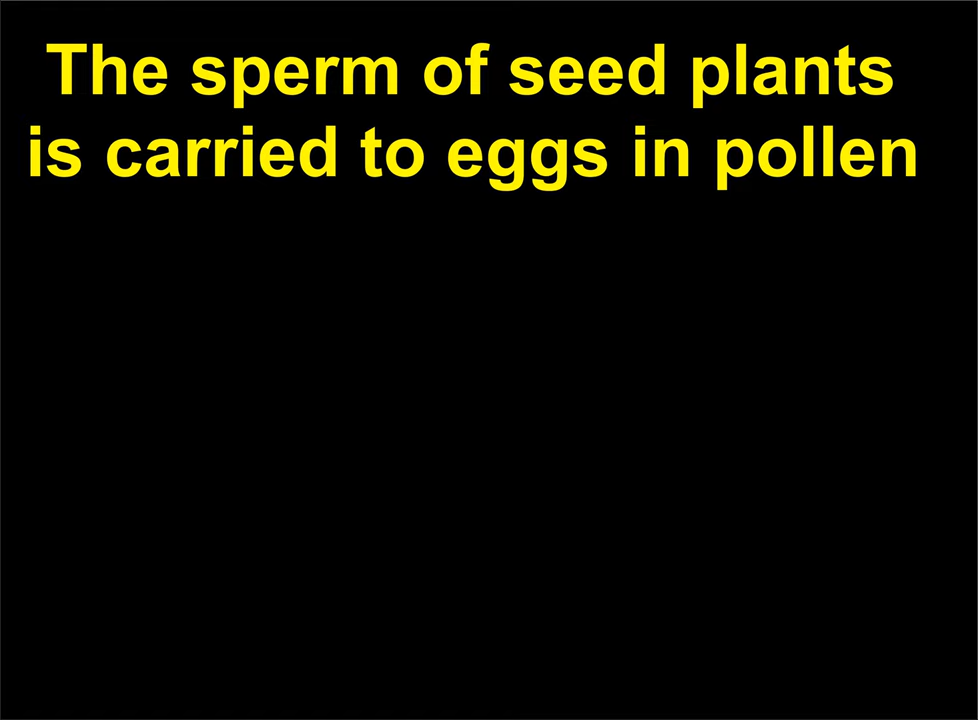 The sperm of seed plants
is carried to eggs in pollen